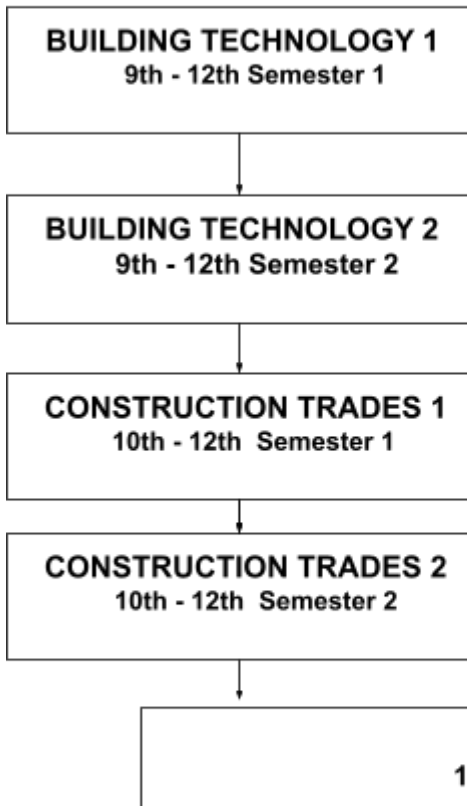 BUILDING TECHNOLOGY 1
9th - 12th Semester 1
BUILDING TECHNOLOGY 2
9th - 12th Semester 2
CONSTRUCTION TRADES 1
10th - 12th  Semester 1
CONSTRUCTION TRADES 2
10th - 12th  Semester 2
1